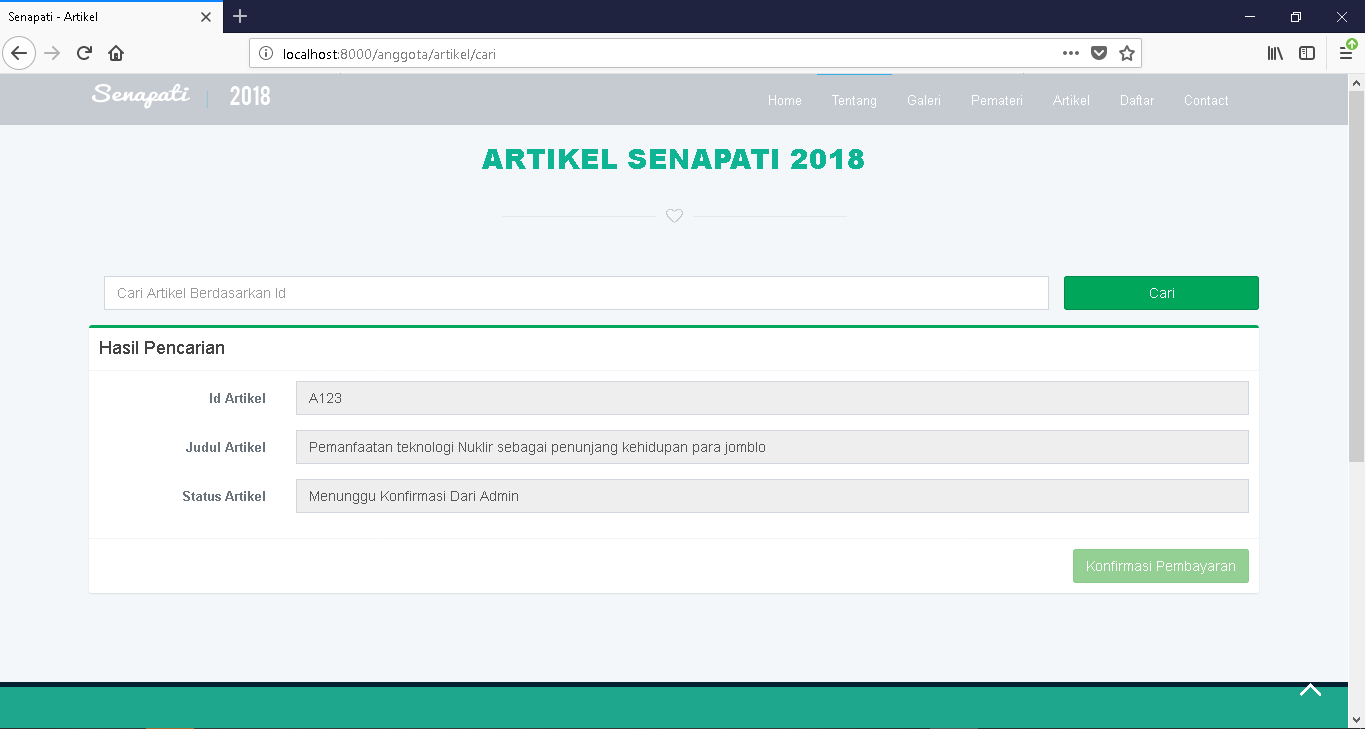 Senapati - Artikel
localhost:8000/anggota/artikel/cari
Senapati | 2018
Home Tentang Galeri Pemateri Artikel Daftar Contact
ARTIKEL SENAPATI 2018
Cari Artikel Berdasarkan Id Cari
Hasil Pencarian
Id Artikel A123
Judul Artikel Pemanfaatan teknologi Nuklir sebagai penunjang kehidupan para jomblo
Status Artikel Menunggu Konfirmasi Dari Admin
Konfirmasi Pembayaran